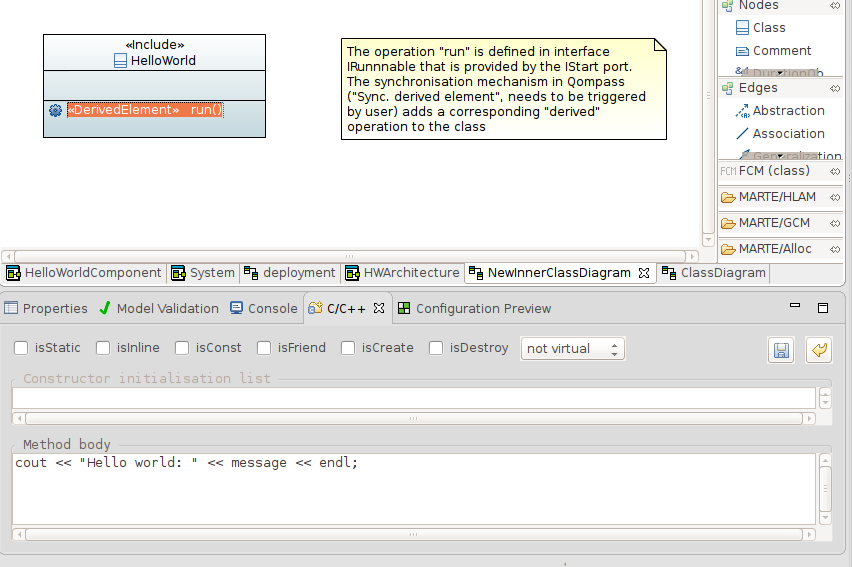 «Include»
HelloWorld
«DerivedElement» run()
The operation "run" is defined in interface
IRunnnable that is provided by the IStart port.
The synchronisation mechanism in Qompass
("Sync. derived element", needs to be triggered
by user) adds a corresponding "derived"
operation to the class
Nodes
Class
Comment
DurationOb
Edges
Abstraction
Association
Generalization
FCM FCM (class)
MARTE/HLAM
MARTE/GCM
MARTE/Alloc
HelloWorldComponent System deployment HWArchitecture NewInnerClassDiagram ClassDiagram
Properties Model Validation Console C/C++ Configuration Preview
isStatic isInline isConst isFriend isCreate isDestroy not virtual
Constructor initialisation list
Method body
cout << "Hello world: " << message << endl;